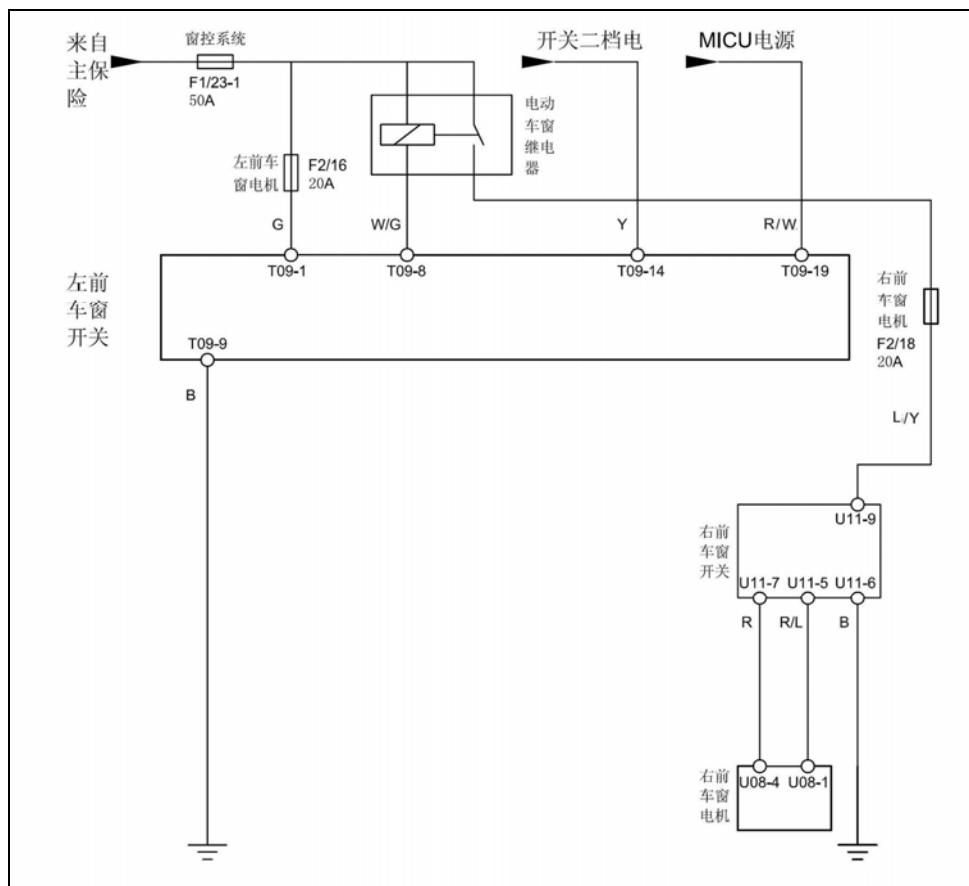 来自
主保
险
窗控系统
F1/23-1
50A
开关二档电
MICU电源
电动
车窗
继电
器
左前车
窗电机
F2/16
20A
G
W/G
Y
R/W
T09-1
T09-8
T09-14
T09-19
左前
车窗
开关
T09-9
B
右前
车窗
电机
F2/18
20A
L/Y
U11-9
右前
车窗
开关
U11-7
U11-5
U11-6
R
R/L
B
右前
车窗
电机
U08-4
U08-1